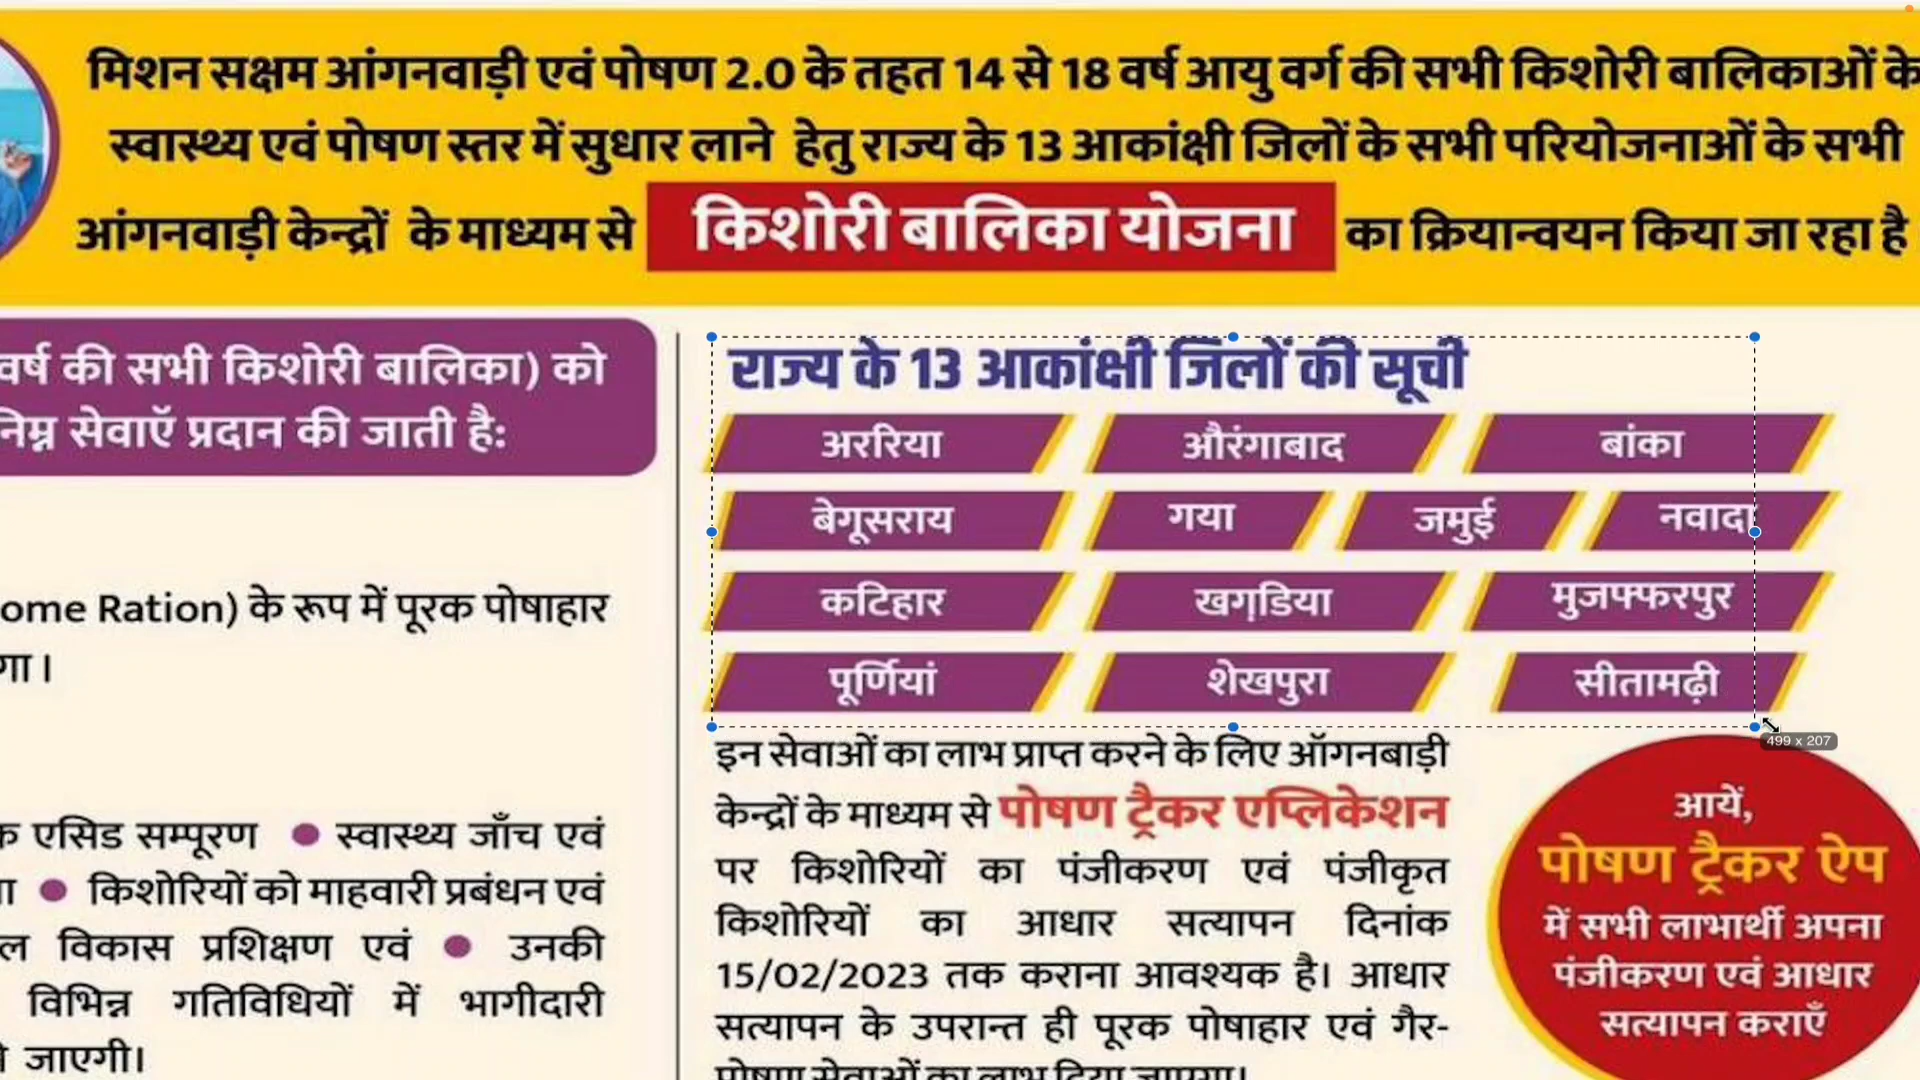 मिशन सक्षम आंगनवाड़ी एवं पोषण 2.0 के तहत 14 से 18 वर्ष आयु वर्ग की सभी किशोरी बालिकाओं के
स्वास्थ्य एवं पोषण स्तर में सुधार लाने हेतु राज्य के 13 आकांक्षी जिलों के सभी परियोजनाओं के सभी
आंगनवाड़ी केन्द्रों के माध्यम से किशोरी बालिका योजना का क्रियान्वयन किया जा रहा है
वर्ष की सभी किशोरी बालिका) को
निम्न सेवाऍ प्रदान की जाती है:
ome Ration) के रूप में पूरक पोषाहार
गा।
क एसिड सम्पूरण ● स्वास्थ्य जाँच एवं
● किशोरियों को माहवारी प्रबंधन एवं
ल विकास प्रशिक्षण एवं ● उनकी
विभिन्न गतिविधियों में भागीदारी
जाएगी।
राज्य के 13 आकांक्षी जिलों की सूची
अररिया औरंगाबाद बांका
बेगूसराय गया जमुई नवादा
कटिहार खगड़िया मुजफ्फरपुर
पूर्णियां शेखपुरा सीतामढ़ी
499 x 207
इन सेवाओं का लाभ प्राप्त करने के लिए ऑगनबाड़ी
केन्द्रों के माध्यम से पोषण ट्रैकर एप्लिकेशन
पर किशोरियों का पंजीकरण एवं पंजीकृत
किशोरियों का आधार सत्यापन दिनांक
15/02/2023 तक कराना आवश्यक है। आधार
सत्यापन के उपरान्त ही पूरक पोषाहार एवं गैर-
पोषण सेवाओं का लाभ दिया जाएगा।
आयें,
पोषण ट्रैकर ऐप
में सभी लाभार्थी अपना
पंजीकरण एवं आधार
सत्यापन कराएँ